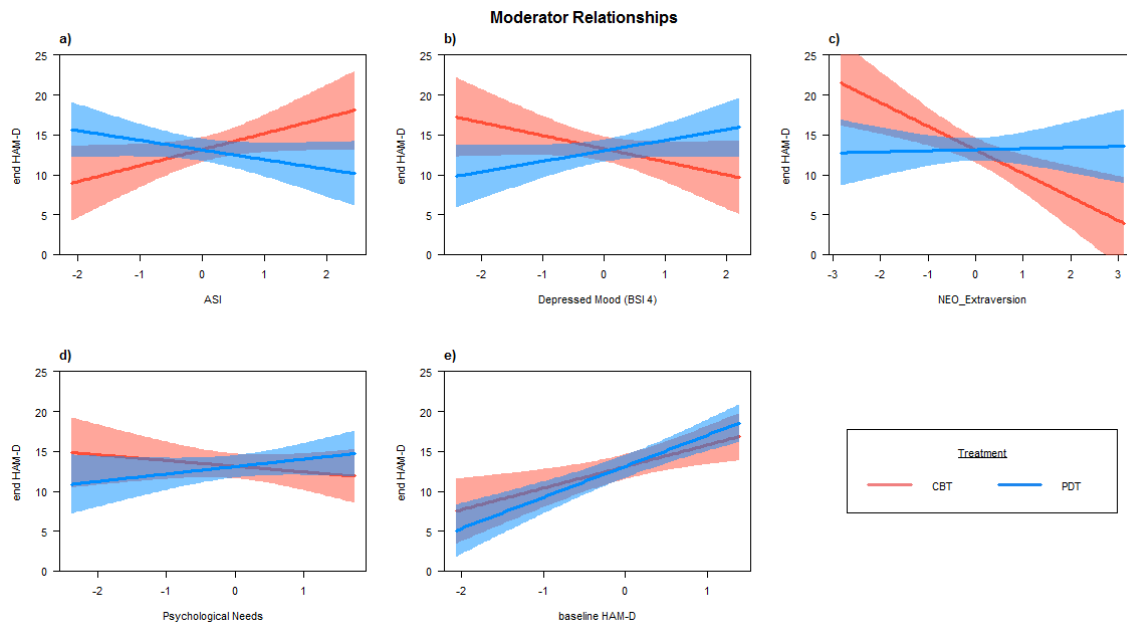 Moderator Relationships
a)
25
20
15
10
5
0
end HAM-D
-2 -1 0 1 2
ASI
b)
25
20
15
10
5
0
end HAM-D
-2 -1 0 1 2
Depressed Mood (BSI 4)
c)
25
20
15
10
5
0
end HAM-D
-3 -2 -1 0 1 2 3
NEO_Extraversion
d)
25
20
15
10
5
0
end HAM-D
-2 -1 0 1
Psychological Needs
e)
25
20
15
10
5
0
end HAM-D
-2 -1 0 1
baseline HAM-D
Treatment
CBT PDT